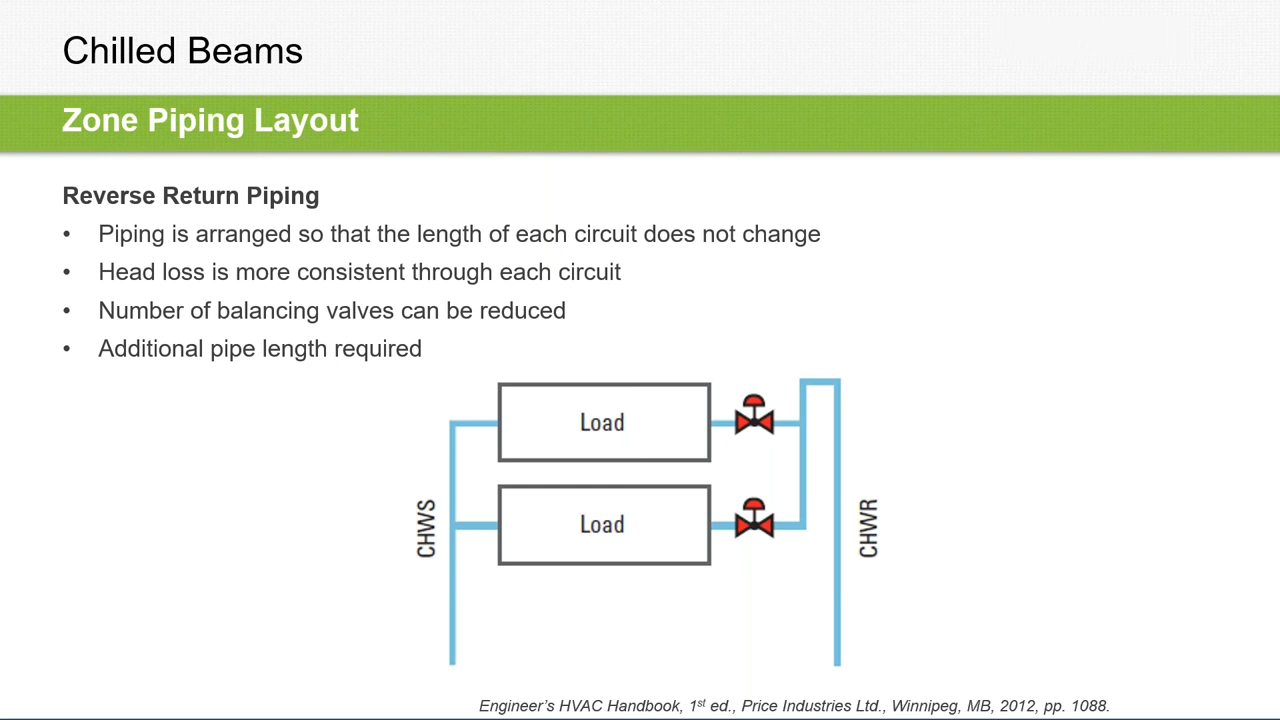 Chilled Beams
Zone Piping Layout
Reverse Return Piping
• Piping is arranged so that the length of each circuit does not change
• Head loss is more consistent through each circuit
• Number of balancing valves can be reduced
• Additional pipe length required
Load
Load
CHWS
CHWR
Engineer’s HVAC Handbook, 1st ed., Price Industries Ltd., Winnipeg, MB, 2012, pp. 1088.